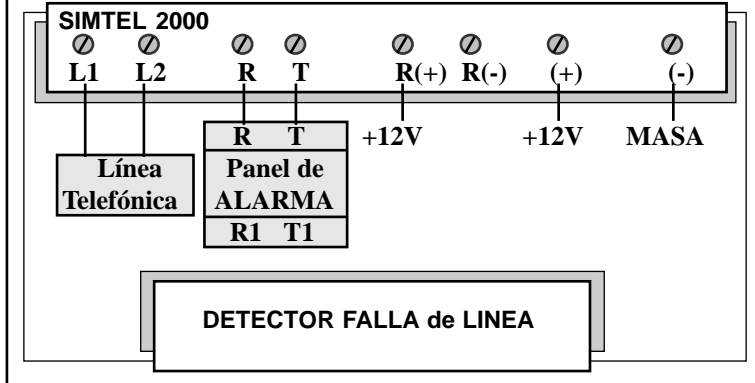 SIMTEL 2000
L1 L2 R T R(+) R(-) (+) (-)
R T +12V +12V MASA
Línea
Telefónica
Panel de
ALARMA
R1 T1
DETECTOR FALLA de LINEA